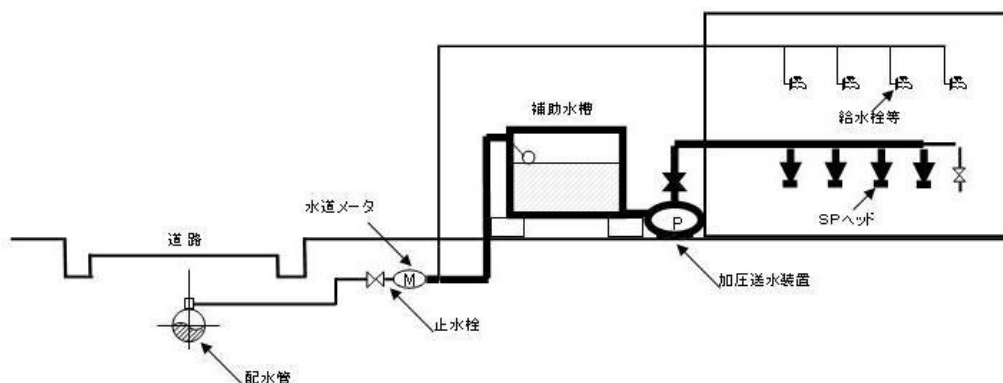 補助水槽
給水栓等
水道メータ
P
SPヘッド
道路
M
加圧送水装置
止水栓
配水管